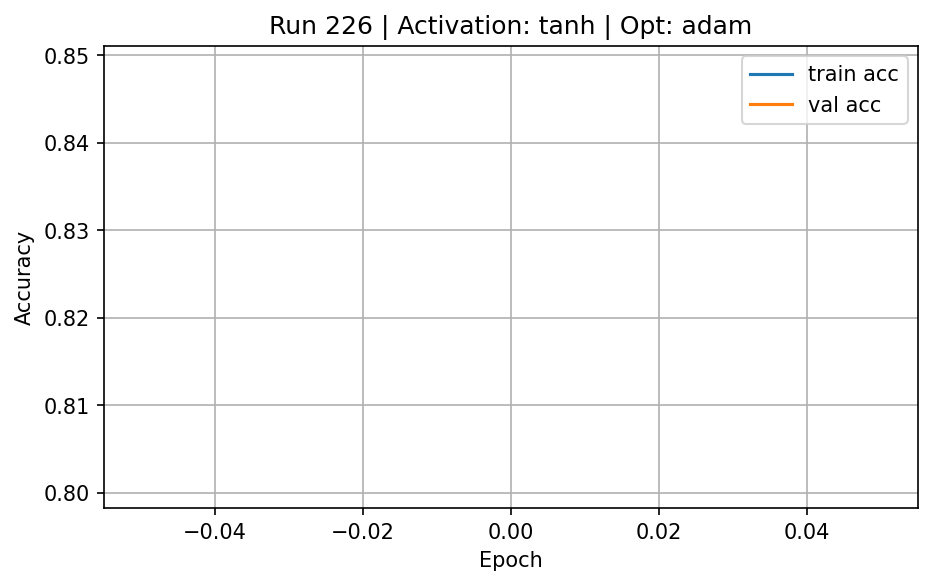 Run 226 | Activation: tanh | Opt: adam
0.85
0.84
0.83
0.82
0.81
0.80
Accuracy
train acc
val acc
−0.04
−0.02
0.00
0.02
0.04
Epoch